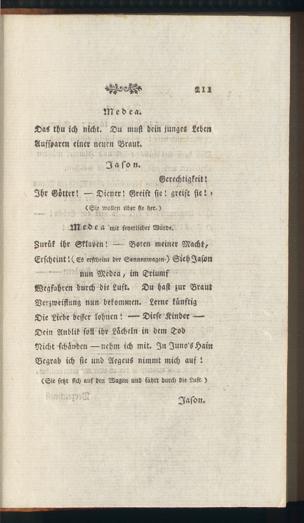 211
Medea.
Das thu ich nicht. Du must dein junges Leben
Aufsparen einer neuen Braut.
Jason.
Gerechtigkeit!
Ihr Götter! — Diener! Greift sie! greift sie!
(Sie wollen über sie her.)
Medea mit feyerlicher Würde.
Zurük ihr Sklaven! — Boten meiner Macht,
Erscheint! (Es erscheint der Sonnenwagen.) Sieh Jason
nun Medea, im Triumf
Wegfahren durch die Luft. Du hast zur Braut
Verzweiflung nun bekommen. Lerne künftig
Die Liebe besser lohnen! — Diese Kinder —
Dein Anblik soll ihr Lächeln in dem Tod
Nicht schänden — nehm ich mit. In Juno's Hain
Begrab ich sie und Aegeus nimmt mich auf!
(Sie setzt sich auf den Wagen und fährt durch die Luft.)
Jason.